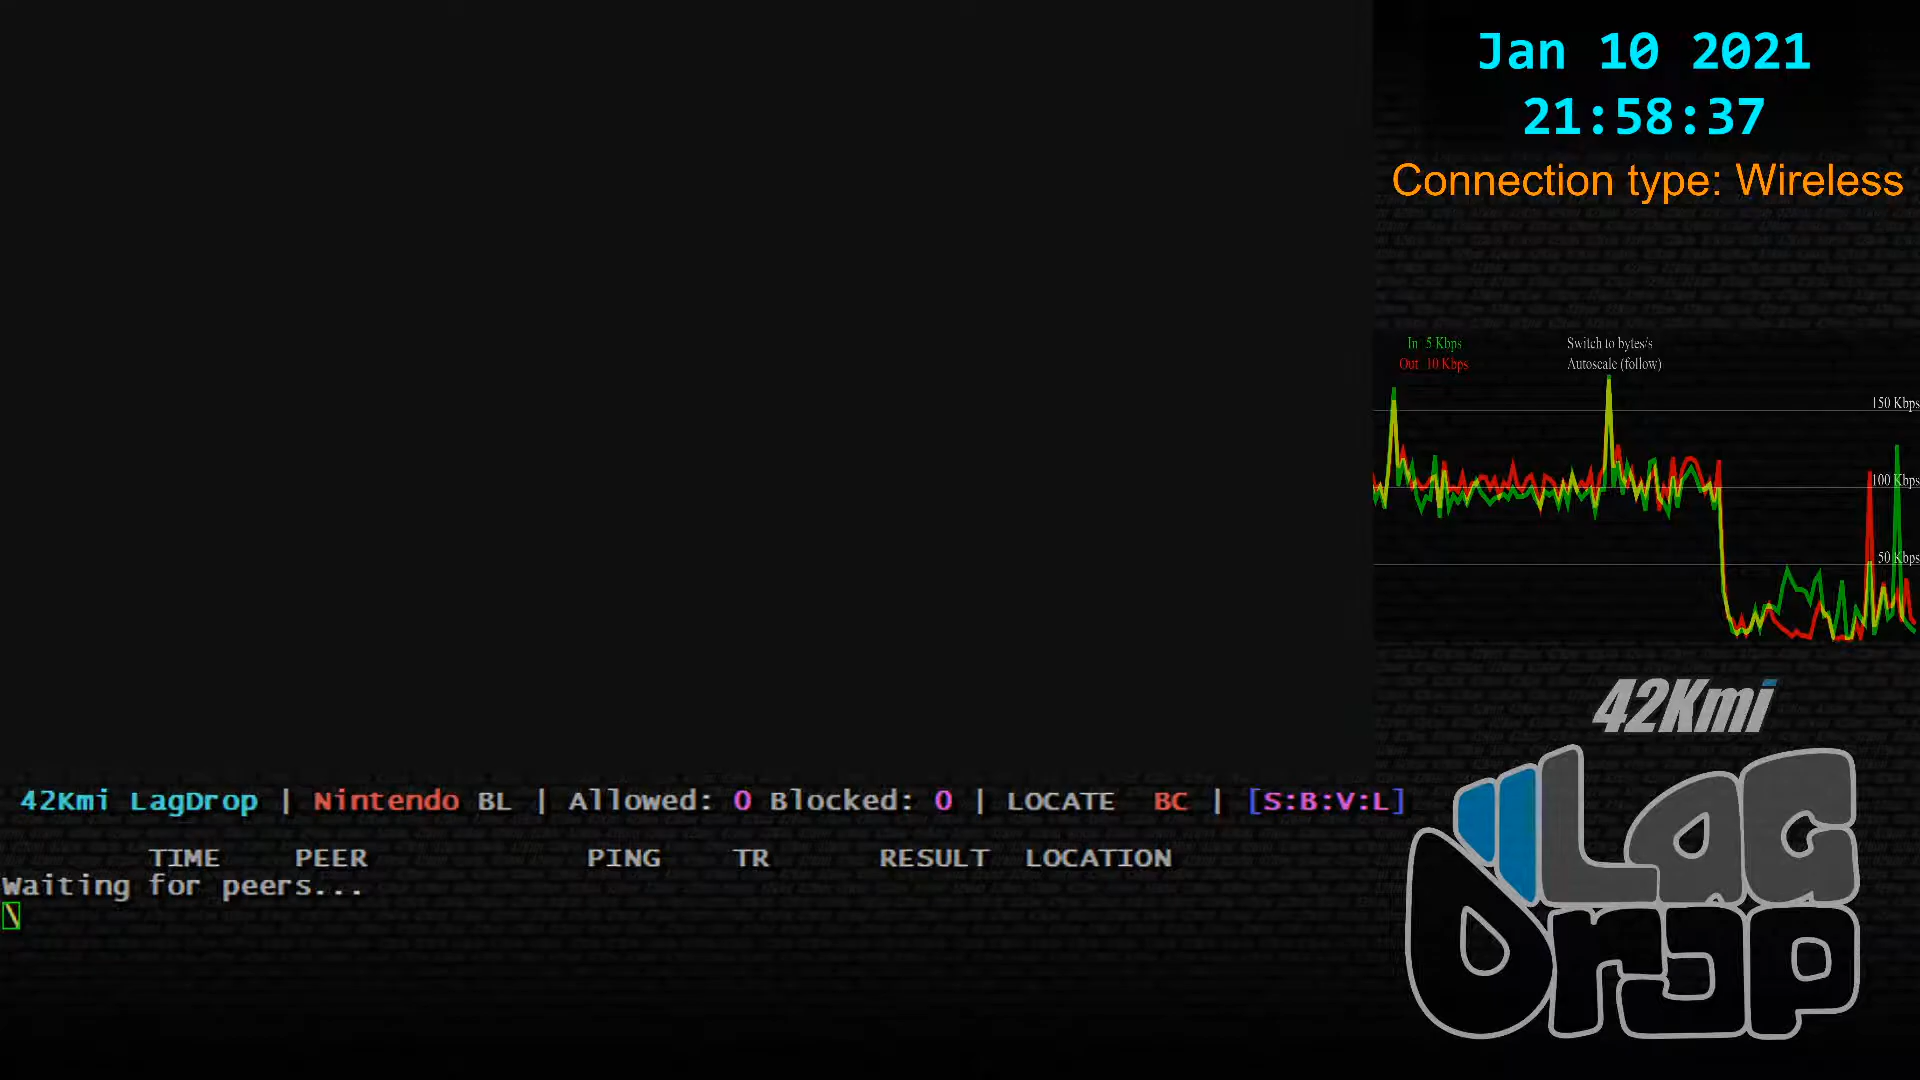 Jan 10 2021
21:58:37
Connection type: Wireless
In 5 Kbps
Switch to bytes/s
Out 10 Kbps
Autoscale (follow)
150 Kbps
100 Kbps
50 Kbps
42Kmi
LagDrop
42Kmi LagDrop | Nintendo BL | Allowed: 0 Blocked: 0 | LOCATE BC | [S:B:V:L]
TIME PEER PING TR RESULT LOCATION
Waiting for peers...
\